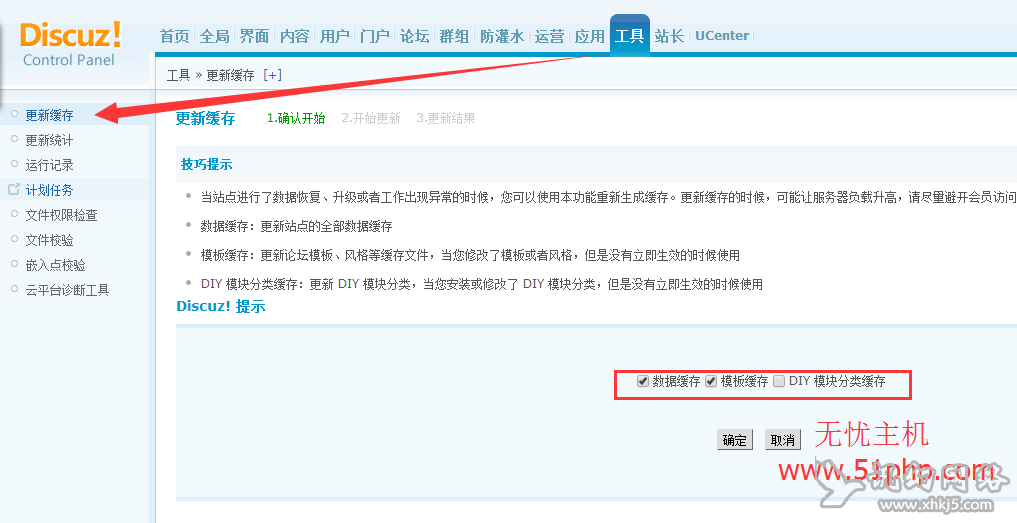 Discuz!
Control Panel
首页 全局 界面 内容 用户 门户 论坛 群组 防灌水 运营 应用 工具 站长 UCenter
工具 » 更新缓存 [+]
更新缓存
更新统计
运行记录
计划任务
文件权限检查
文件校验
嵌入点校验
云平台诊断工具
更新缓存 1.确认开始 2.开始更新 3.更新结果
技巧提示
当站点进行了数据恢复、升级或者工作出现异常的时候，您可以使用本功能重新生成缓存。更新缓存的时候，可能让服务器负载升高，请尽量避开会员访问
数据缓存：更新站点的全部数据缓存
模板缓存：更新论坛模板、风格等缓存文件，当您修改了模板或者风格，但是没有立即生效的时候使用
DIY 模块分类缓存：更新 DIY 模块分类，当您安装或修改了 DIY 模块分类，但是没有立即生效的时候使用
Discuz! 提示
数据缓存 模板缓存 DIY 模块分类缓存
确定 取消
无忧主机
www.51php.com
www.xhkj5.com